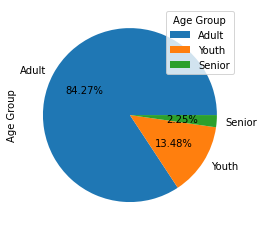 Age Group
Adult
Youth
Senior
Adult
84.27%
2.25%
Senior
13.48%
Youth
Age Group